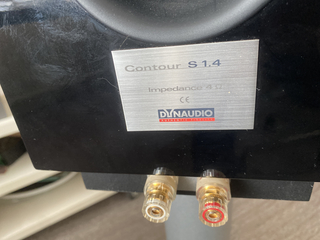 Contour S 1.4
Impedance 4 Ω
CE
DYNAUDIO